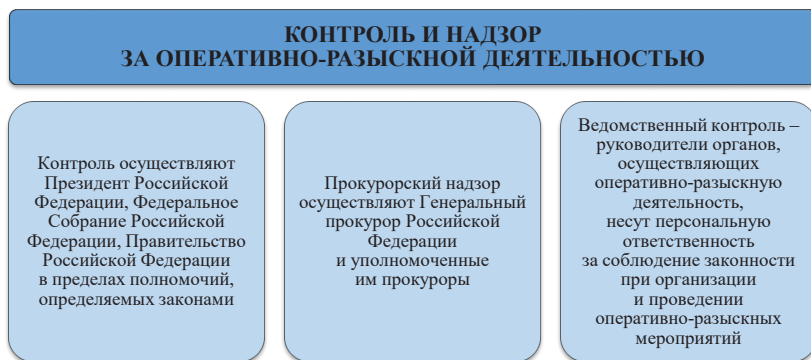 КОНТРОЛЬ И НАДЗОР
ЗА ОПЕРАТИВНО-РАЗЫСКНОЙ ДЕЯТЕЛЬНОСТЬЮ
Контроль осуществляют
Президент Российской
Федерации, Федеральное
Собрание Российской
Федерации, Правительство
Российской Федерации
в пределах полномочий,
определяемых законами
Прокурорский надзор
осуществляют Генеральный
прокурор Российской
Федерации
и уполномоченные
им прокуроры
Ведомственный контроль –
руководители органов,
осуществляющих
оперативно-разыскную
деятельность,
несут персональную
ответственность
за соблюдение законности
при организации
и проведении
оперативно-разыскных
мероприятий